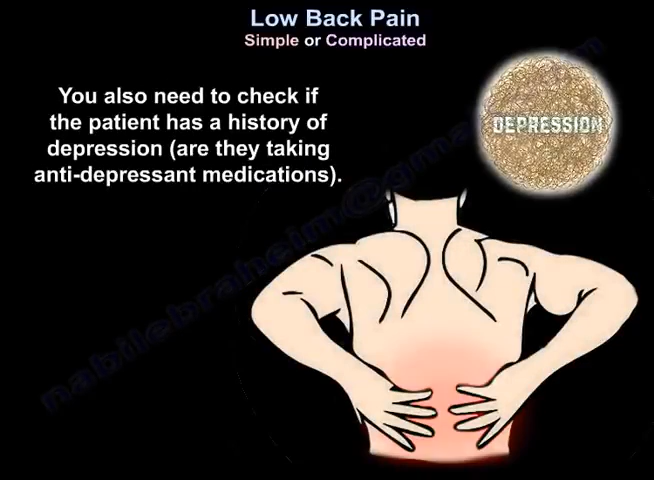 Low Back Pain
Simple or Complicated
You also need to check if
the patient has a history of
depression (are they taking
anti-depressant medications).
DEPRESSION